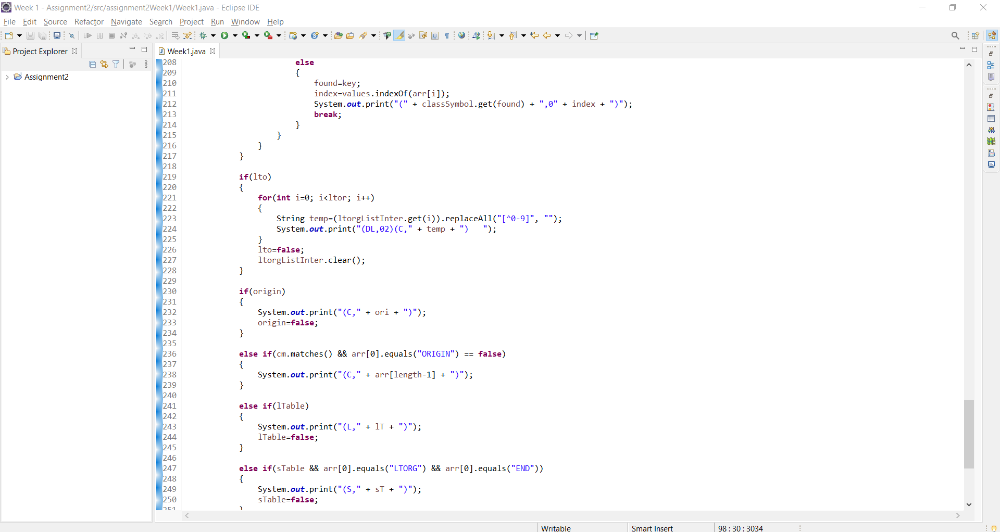 Week 1 - Assignment2/src/assignment2Week1/Week1.java - Eclipse IDE
File Edit Source Refactor Navigate Search Project Run Window Help
Project Explorer
Week1.java
Assignment2
208 else
209 {
210 found=key;
211 index=values.indexOf(arr[i]);
212 System.out.print("(" + classSymbol.get(found) + ",0" + index + ")");
213 break;
214 }
215 }
216 }
217 }
218
219 if(lto)
220 {
221 for(int i=0; i<ltor; i++)
222 {
223 String temp=(ltorgListInter.get(i)).replaceAll("[^0-9]", "");
224 System.out.print("(DL,02)(C," + temp + ")   ");
225 }
226 lto=false;
227 ltorgListInter.clear();
228 }
229
230 if(origin)
231 {
232 System.out.print("(C," + ori + ")");
233 origin=false;
234 }
235
236 else if(cm.matches() && arr[0].equals("ORIGIN") == false)
237 {
238 System.out.print("(C," + arr[length-1] + ")");
239 }
240
241 else if(lTable)
242 {
243 System.out.print("(L," + lT + ")");
244 lTable=false;
245 }
246
247 else if(sTable && arr[0].equals("LTORG") && arr[0].equals("END"))
248 {
249 System.out.print("(S," + sT + ")");
250 sTable=false;
251 }
Writable Smart Insert 98 : 30 : 3034